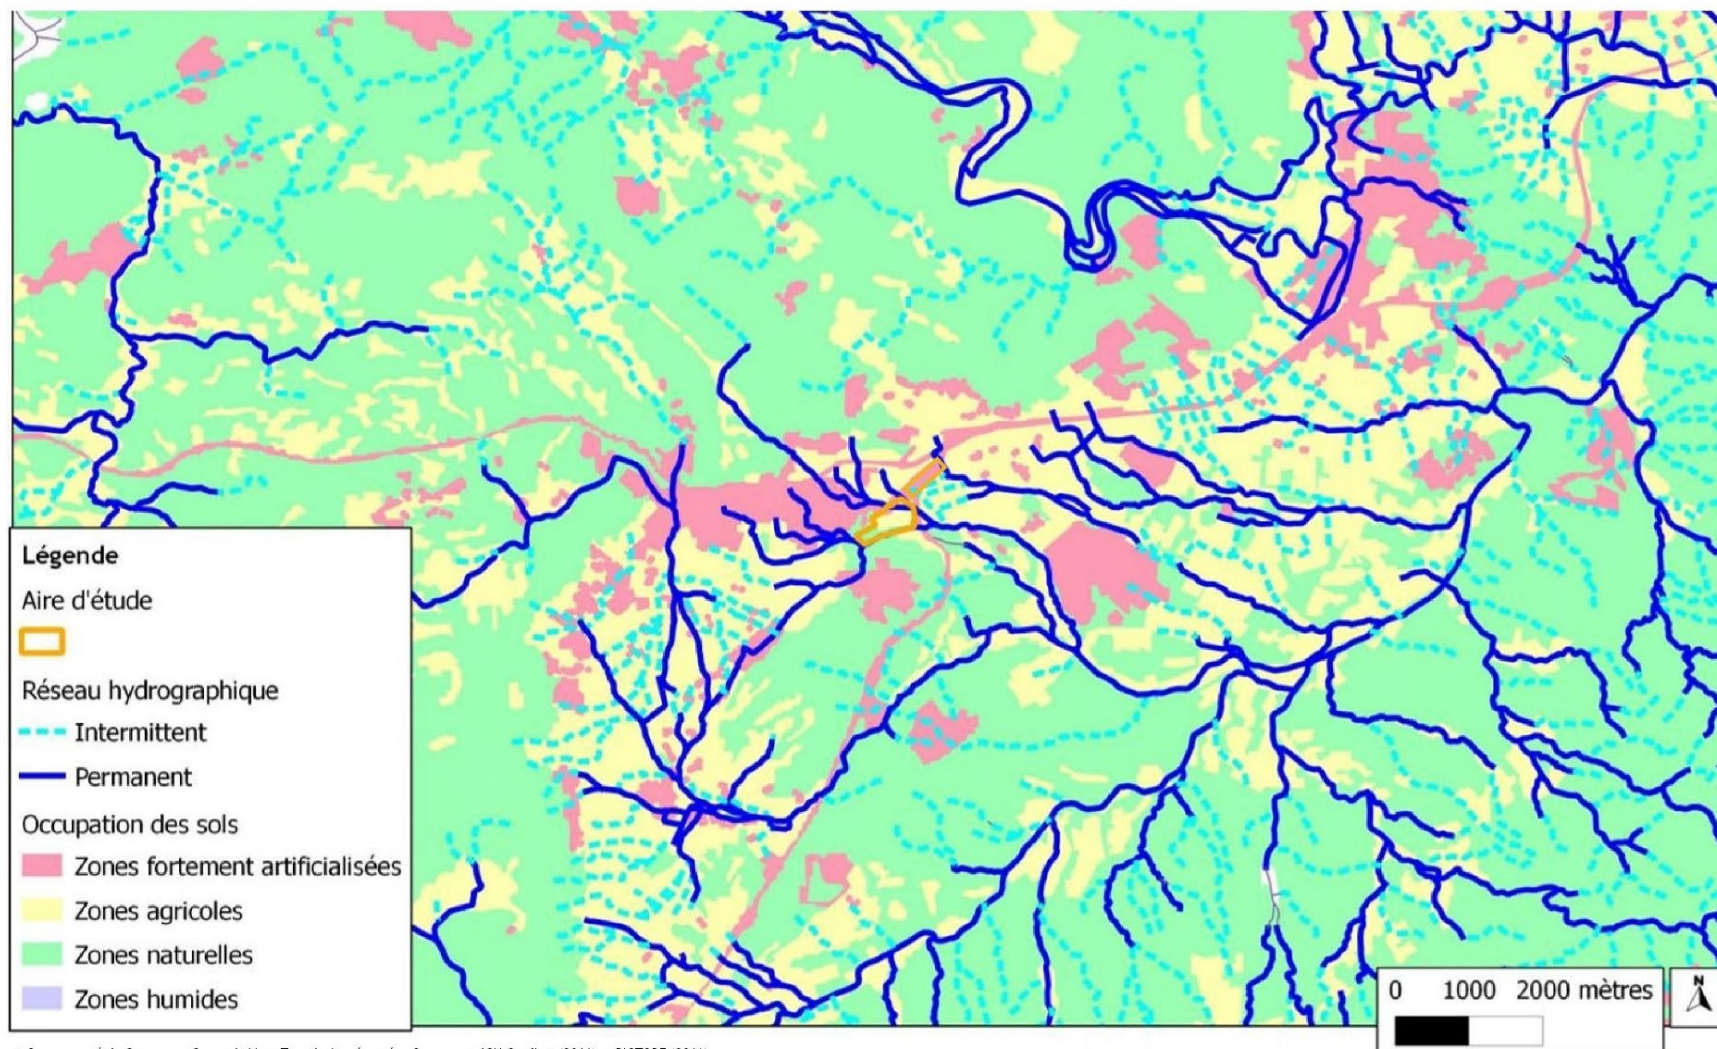 Légende
Aire d'étude
Réseau hydrographique
Intermittent
Permanent
Occupation des sols
Zones fortement artificialisées
Zones agricoles
Zones naturelles
Zones humides
0 1000 2000 mètres
N